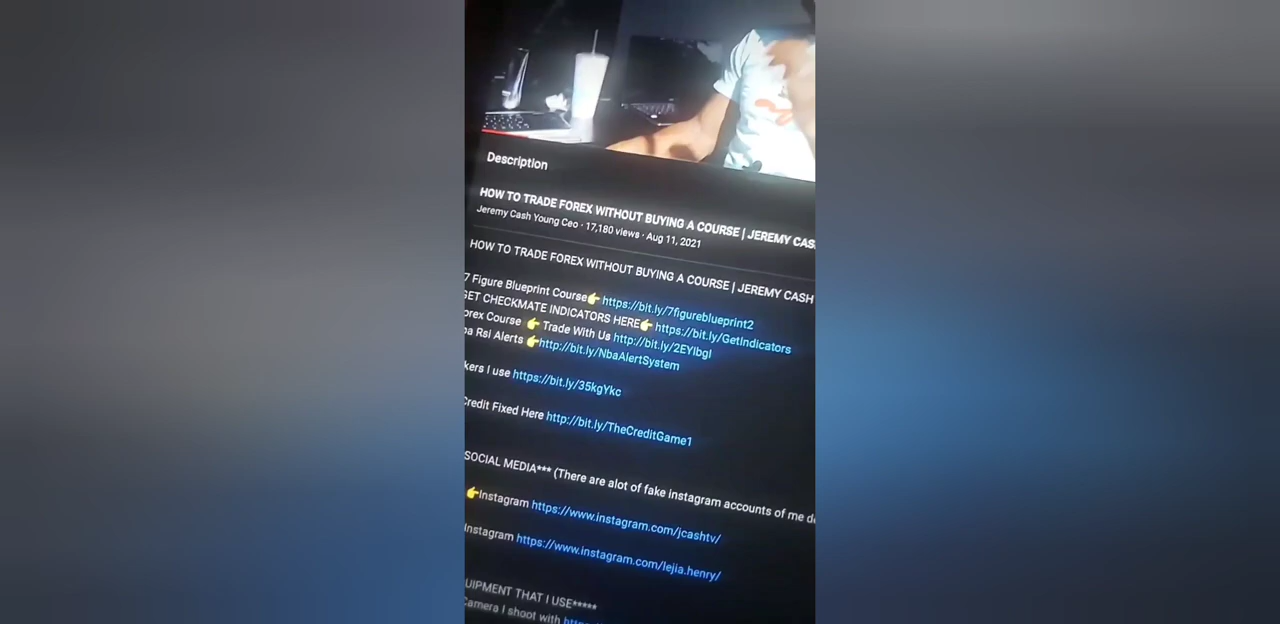 Description
HOW TO TRADE FOREX WITHOUT BUYING A COURSE | JEREMY CAS
Jeremy Cash Young Ceo · 17,180 views · Aug 11, 2021
HOW TO TRADE FOREX WITHOUT BUYING A COURSE | JEREMY CASH
7 Figure Blueprint Course👉 https://bit.ly/7figureblueprint2
GET CHECKMATE INDICATORS HERE👉 https://bit.ly/GetIndicators
orex Course 👉 Trade With Us http://bit.ly/2EYlbgI
ba Rsi Alerts 👉http://bit.ly/NbaAlertSystem
kers I use https://bit.ly/35kgYkc
Credit Fixed Here http://bit.ly/TheCreditGame1
SOCIAL MEDIA*** (There are alot of fake instagram accounts of me d
👉Instagram https://www.instagram.com/jcashtv/
Instagram https://www.instagram.com/lejia.henry/
UIPMENT THAT I USE*****
Camera I shoot with https: